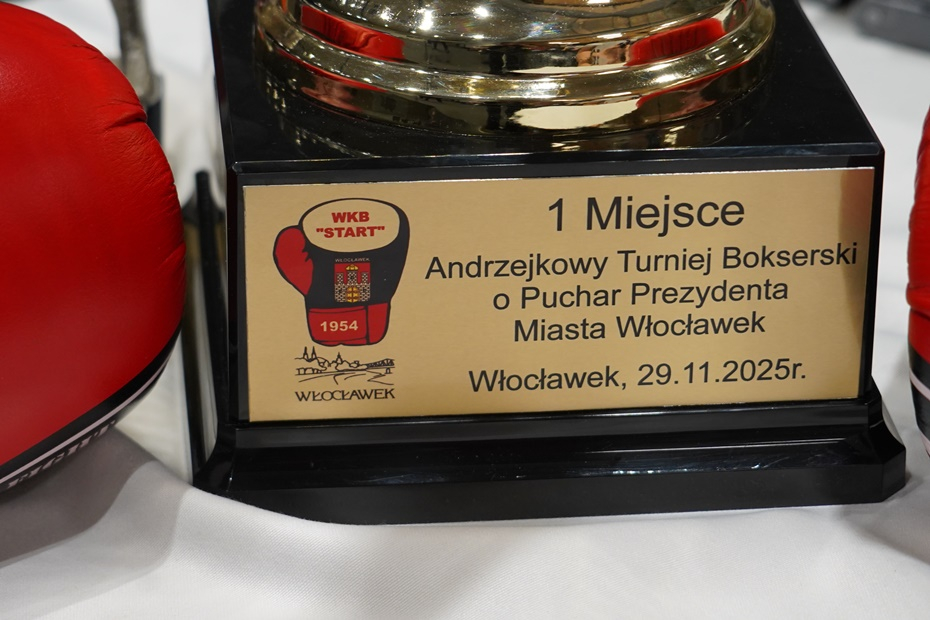 WKB
"START"
WŁOCŁAWEK
1954
WŁOCŁAWEK
1 Miejsce
Andrzejkowy Turniej Bokserski
o Puchar Prezydenta
Miasta Włocławek
Włocławek, 29.11.2025r.